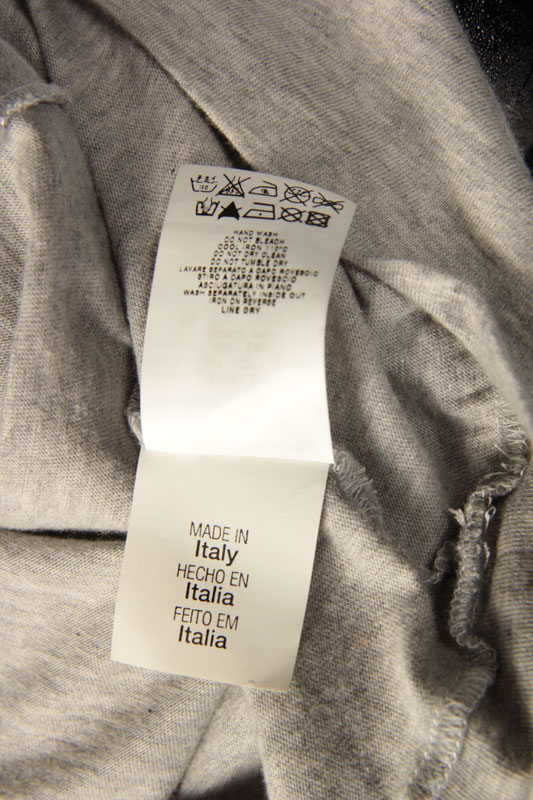 HAND WASH
DO NOT BLEACH
COOL IRON 110°C
DO NOT DRY CLEAN
DO NOT TUMBLE DRY
LAVARE SEPARATO A CAPO ROVESCIO
STIRO A CAPO ROVESCIO
ASCIUGATURA IN PIANO
WASH SEPARATELY INSIDE OUT
IRON ON REVERSE
LINE DRY
MADE IN
Italy
HECHO EN
Italia
FEITO EM
Italia